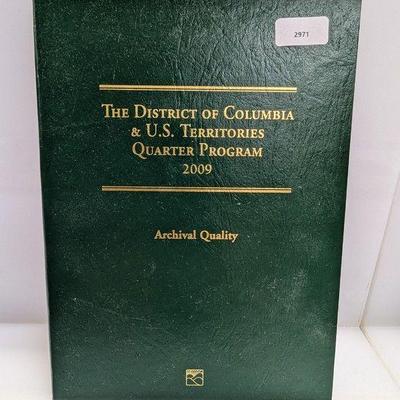 2971
THE DISTRICT OF COLUMBIA
& U.S. TERRITORIES
QUARTER PROGRAM
2009
Archival Quality